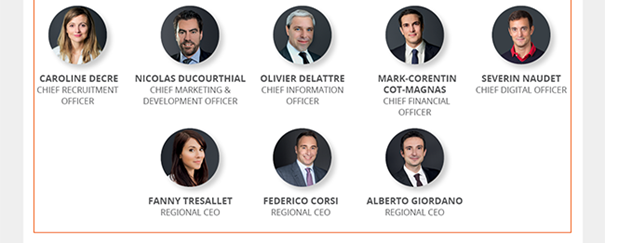 CAROLINE DECRE
CHIEF RECRUITMENT
OFFICER
NICOLAS DUCOURTHIAL
CHIEF MARKETING &
DEVELOPMENT OFFICER
OLIVIER DELATTRE
CHIEF INFORMATION
OFFICER
MARK-CORENTIN
COT-MAGNAS
CHIEF FINANCIAL
OFFICER
SEVERIN NAUDET
CHIEF DIGITAL OFFICER
FANNY TRESALLET
REGIONAL CEO
FEDERICO CORSI
REGIONAL CEO
ALBERTO GIORDANO
REGIONAL CEO